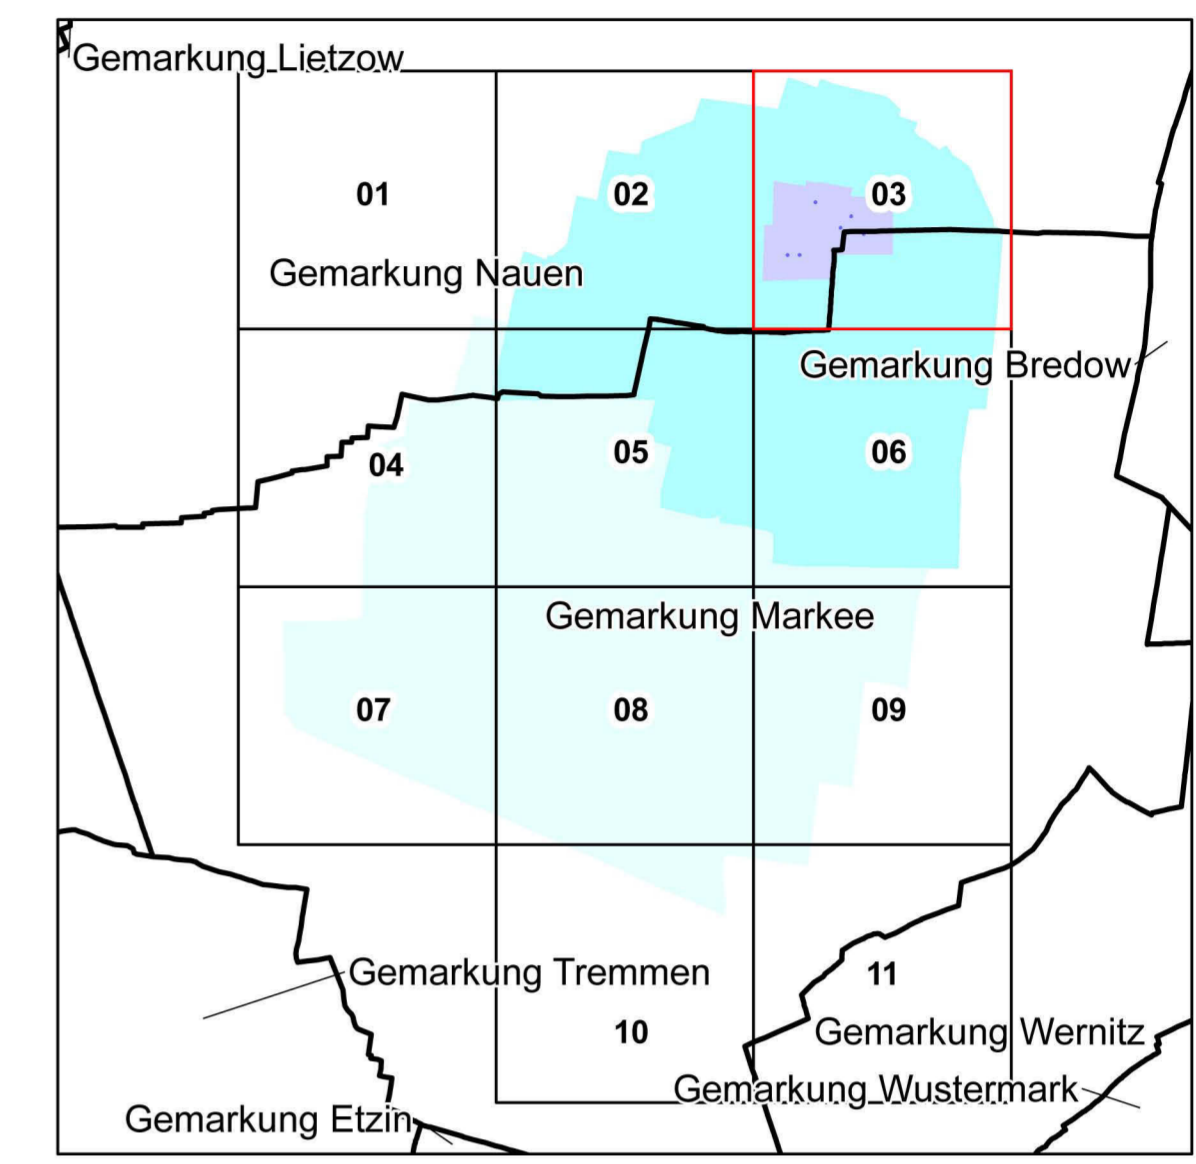 Gemarkung Lietzow
01
02
03
Gemarkung Nauen
Gemarkung Bredow
04
05
06
Gemarkung Markee
07
08
09
Gemarkung Tremmen
11
10
Gemarkung Wernitz
Gemarkung Wustermark
Gemarkung Etzin